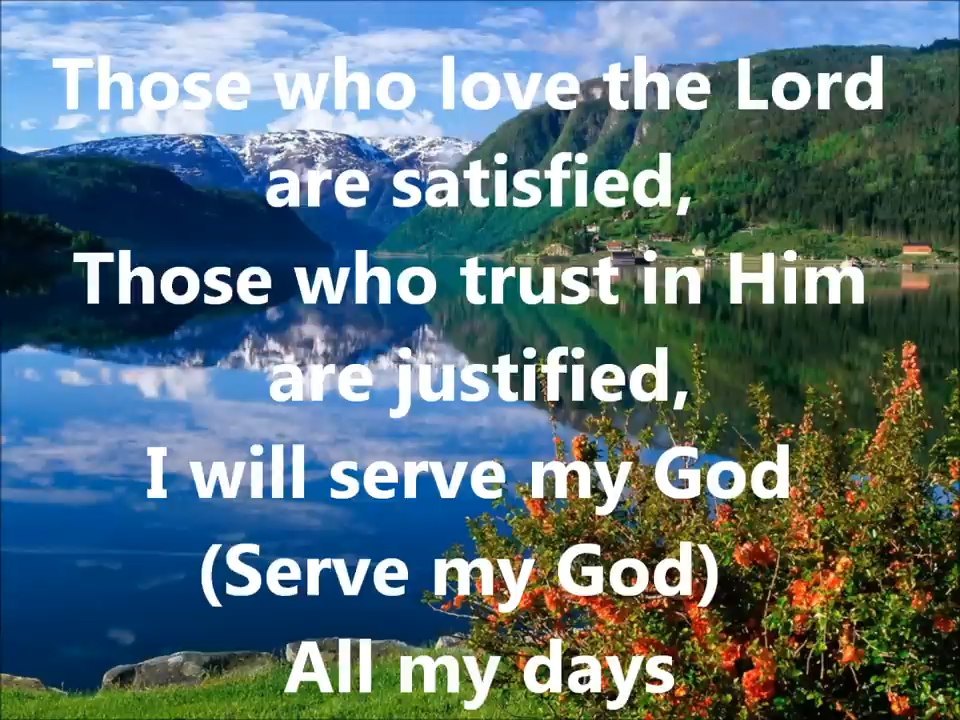 Those who love the Lord
are satisfied,
Those who trust in Him
are justified,
I will serve my God
(Serve my God)
All my days